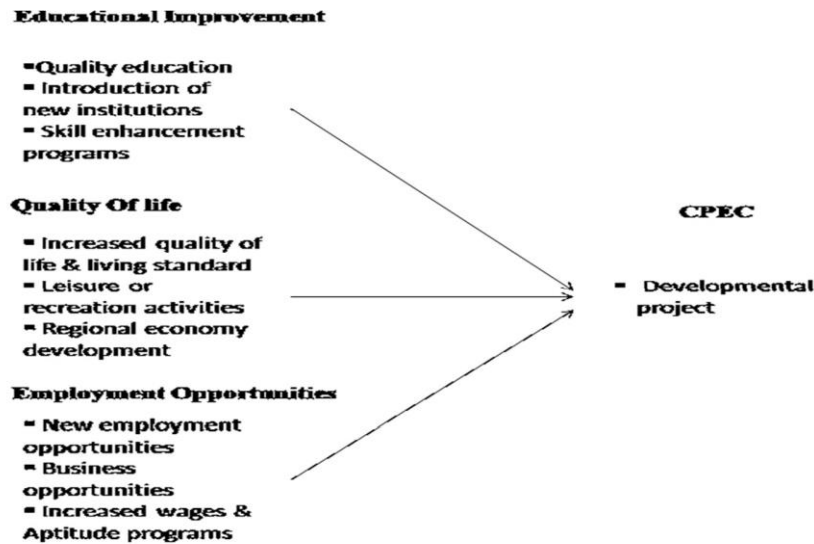 Educational Improvement
▪Quality education
▪ Introduction of
new institutions
▪ Skill enhancement
programs
Quality Of life
▪ Increased quality of
life & living standard
▪ Leisure or
recreation activities
▪ Regional economy
development
Employment Opportunities
▪ New employment
opportunities
▪ Business
opportunities
▪ Increased wages &
Aptitude programs
CPEC
▪ Developmental
project